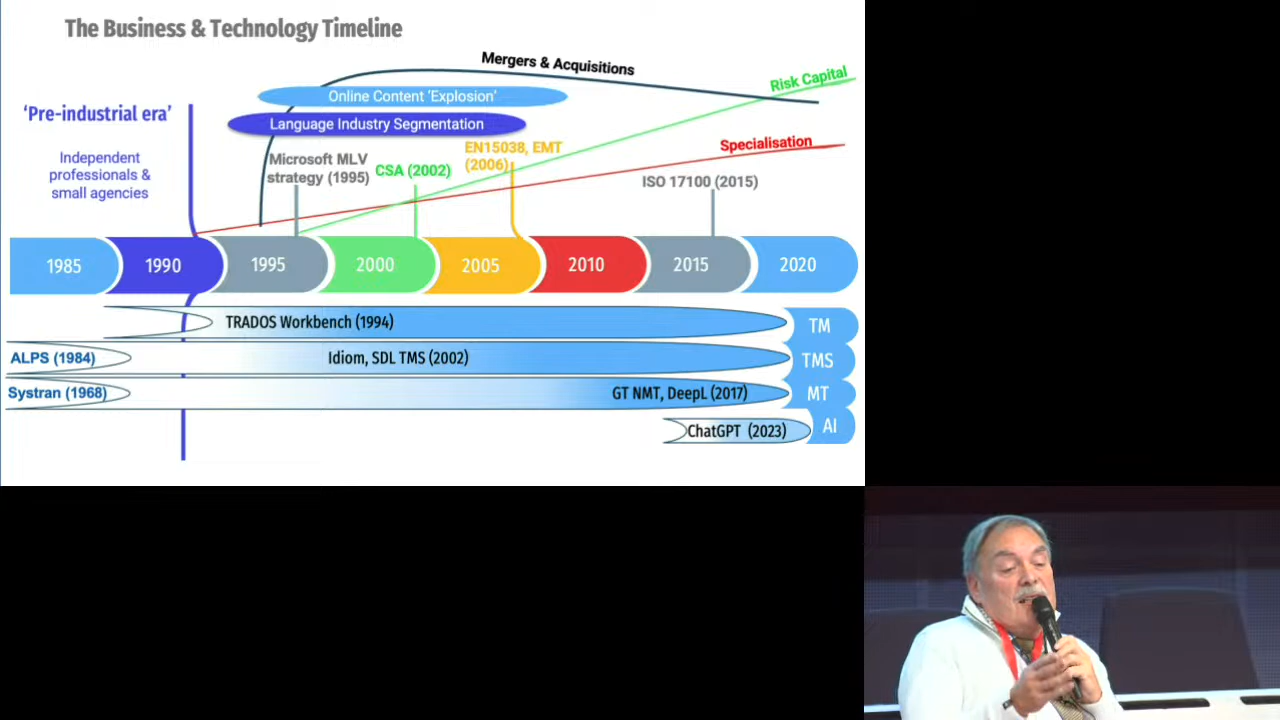 The Business & Technology Timeline
Mergers & Acquisitions
Risk Capital
Online Content ‘Explosion’
‘Pre-industrial era’
Language Industry Segmentation
Specialisation
Independent
professionals &
small agencies
Microsoft MLV
strategy (1995)
CSA (2002)
EN15038, EMT
(2006)
ISO 17100 (2015)
1985
1990
1995
2000
2005
2010
2015
2020
TRADOS Workbench (1994)
TM
ALPS (1984)
Idiom, SDL TMS (2002)
TMS
Systran (1968)
GT NMT, DeepL (2017)
MT
ChatGPT (2023)
AI